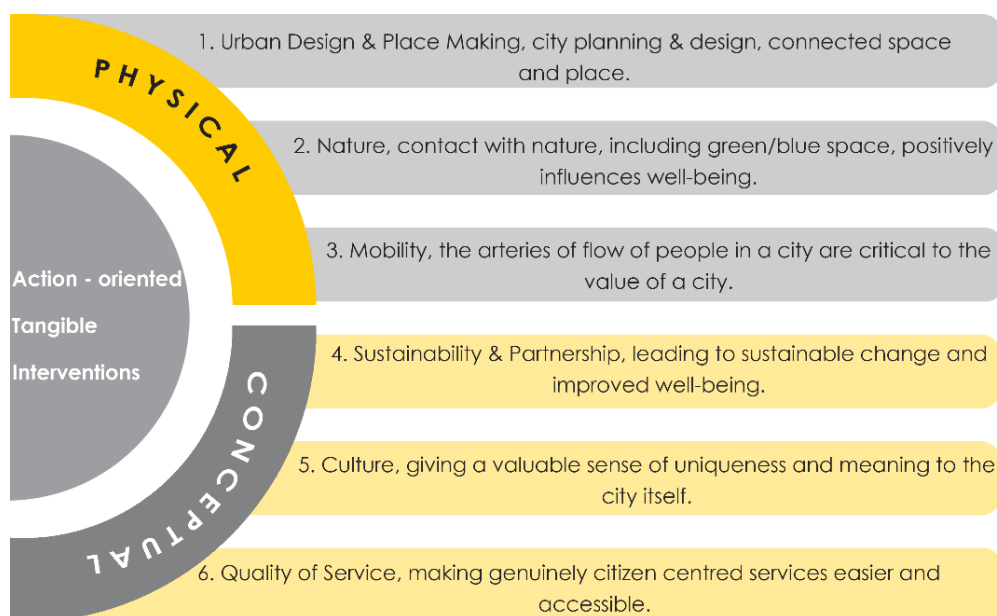 PHYSICAL
1. Urban Design & Place Making, city planning & design, connected space
and place.
2. Nature, contact with nature, including green/blue space, positively
influences well-being.
3. Mobility, the arteries of flow of people in a city are critical to the
value of a city.
Action - oriented
Tangible
Interventions
CONCEPTUAL
4. Sustainability & Partnership, leading to sustainable change and
improved well-being.
5. Culture, giving a valuable sense of uniqueness and meaning to the
city itself.
6. Quality of Service, making genuinely citizen centred services easier and
accessible.